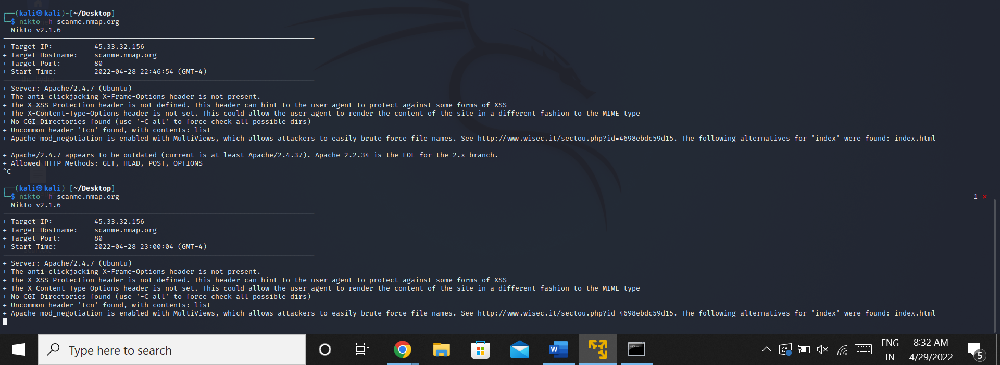 (kali㉿kali)-[~/Desktop]
$ nikto -h scanme.nmap.org
- Nikto v2.1.6
+ Target IP: 45.33.32.156
+ Target Hostname: scanme.nmap.org
+ Target Port: 80
+ Start Time: 2022-04-28 22:46:54 (GMT-4)
+ Server: Apache/2.4.7 (Ubuntu)
+ The anti-clickjacking X-Frame-Options header is not present.
+ The X-XSS-Protection header is not defined. This header can hint to the user agent to protect against some forms of XSS
+ The X-Content-Type-Options header is not set. This could allow the user agent to render the content of the site in a different fashion to the MIME type
+ No CGI Directories found (use '-C all' to force check all possible dirs)
+ Uncommon header 'tcn' found, with contents: list
+ Apache mod_negotiation is enabled with MultiViews, which allows attackers to easily brute force file names. See http://www.wisec.it/sectou.php?id=4698ebdc59d15. The following alternatives for 'index' were found: index.html
+ Apache/2.4.7 appears to be outdated (current is at least Apache/2.4.37). Apache 2.2.34 is the EOL for the 2.x branch.
+ Allowed HTTP Methods: GET, HEAD, POST, OPTIONS
^C
(kali㉿kali)-[~/Desktop]
$ nikto -h scanme.nmap.org
1 ⨯
- Nikto v2.1.6
+ Target IP: 45.33.32.156
+ Target Hostname: scanme.nmap.org
+ Target Port: 80
+ Start Time: 2022-04-28 23:00:04 (GMT-4)
+ Server: Apache/2.4.7 (Ubuntu)
+ The anti-clickjacking X-Frame-Options header is not present.
+ The X-XSS-Protection header is not defined. This header can hint to the user agent to protect against some forms of XSS
+ The X-Content-Type-Options header is not set. This could allow the user agent to render the content of the site in a different fashion to the MIME type
+ No CGI Directories found (use '-C all' to force check all possible dirs)
+ Uncommon header 'tcn' found, with contents: list
+ Apache mod_negotiation is enabled with MultiViews, which allows attackers to easily brute force file names. See http://www.wisec.it/sectou.php?id=4698ebdc59d15. The following alternatives for 'index' were found: index.html
Type here to search
W
C:\
ENG
IN
8:32 AM
4/29/2022
5